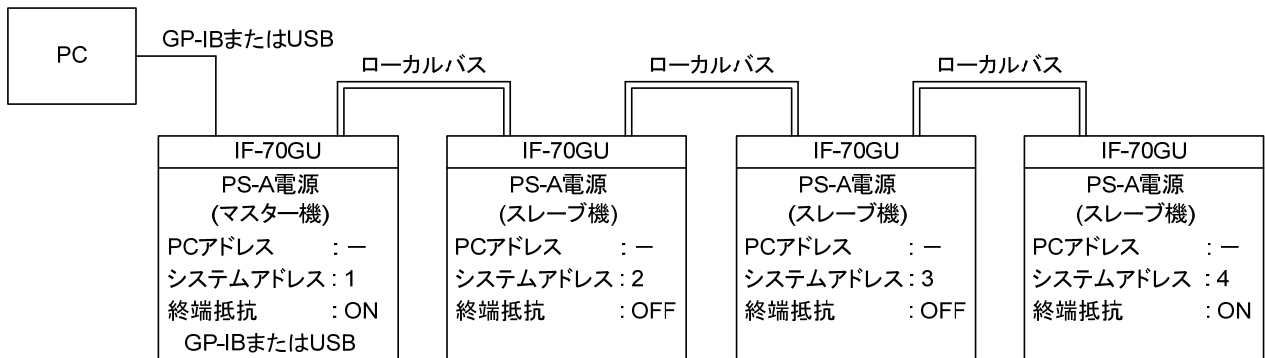 PC
GP-IBまたはUSB
ローカルバス
ローカルバス
ローカルバス
IF-70GU
PS-A電源
(マスター機)
PCアドレス : －
システムアドレス : 1
終端抵抗 : ON
GP-IBまたはUSB
IF-70GU
PS-A電源
(スレーブ機)
PCアドレス : －
システムアドレス : 2
終端抵抗 : OFF
IF-70GU
PS-A電源
(スレーブ機)
PCアドレス : －
システムアドレス : 3
終端抵抗 : OFF
IF-70GU
PS-A電源
(スレーブ機)
PCアドレス : －
システムアドレス : 4
終端抵抗 : ON